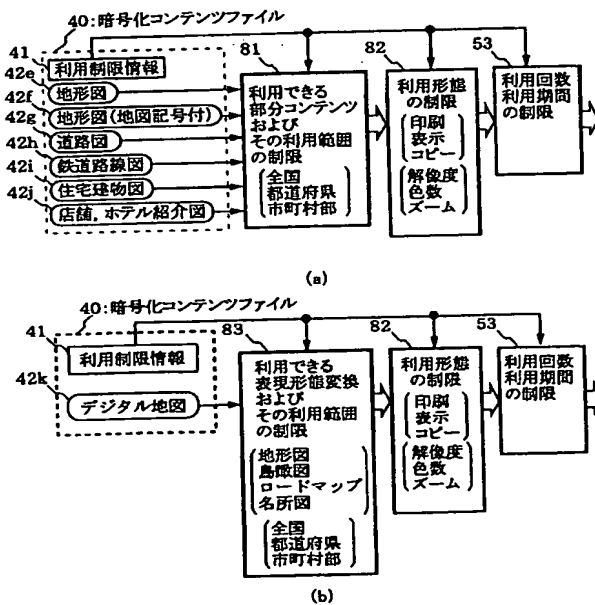 40:暗号化コンテンツファイル
41
利用制限情報
42e
地形図
42f
地形図(地図記号付)
42g
道路図
42h
鉄道路線図
42i
住宅建物図
42j
店舗,ホテル紹介図
81
利用できる
部分コンテンツ
および
その利用範囲
の制限
全国
都道府県
市町村部
82
利用形態
の制限
印刷
表示
コピー
解像度
色数
ズーム
53
利用回数
利用期間
の制限
(a)
40:暗号化コンテンツファイル
41
利用制限情報
42k
デジタル地図
83
利用できる
表現形態変換
および
その利用範囲
の制限
地形図
鳥瞰図
ロードマップ
名所図
全国
都道府県
市町村部
82
利用形態
の制限
印刷
表示
コピー
解像度
色数
ズーム
53
利用回数
利用期間
の制限
(b)